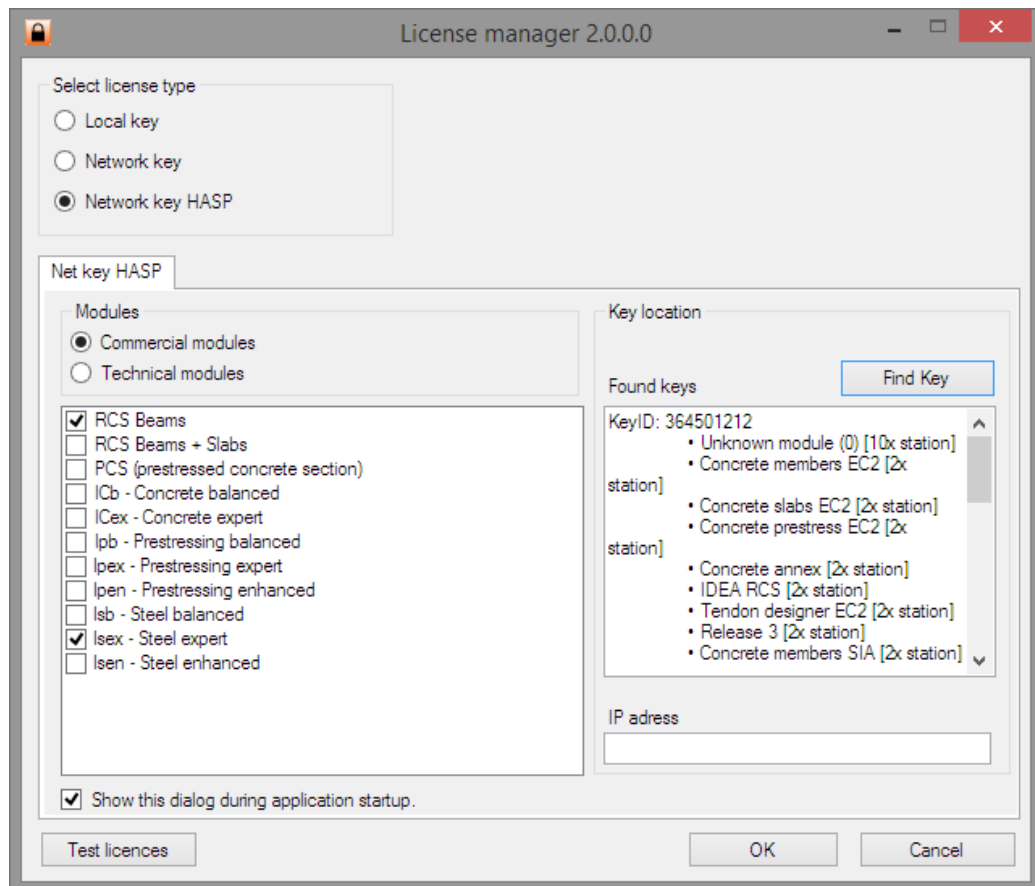 License manager 2.0.0.0
Select license type
Local key
Network key
Network key HASP
Net key HASP
Modules
Commercial modules
Technical modules
RCS Beams
RCS Beams + Slabs
PCS (prestressed concrete section)
ICb - Concrete balanced
ICex - Concrete expert
Ipb - Prestressing balanced
Ipex - Prestressing expert
Ipen - Prestressing enhanced
Isb - Steel balanced
Isex - Steel expert
Isen - Steel enhanced
Key location
Found keys
Find Key
KeyID: 364501212
• Unknown module (0) [10x station]
• Concrete members EC2 [2x
station]
• Concrete slabs EC2 [2x station]
• Concrete prestress EC2 [2x
station]
• Concrete annex [2x station]
• IDEA RCS [2x station]
• Tendon designer EC2 [2x station]
• Release 3 [2x station]
• Concrete members SIA [2x station]
IP adress
Show this dialog during application startup.
Test licences
OK
Cancel